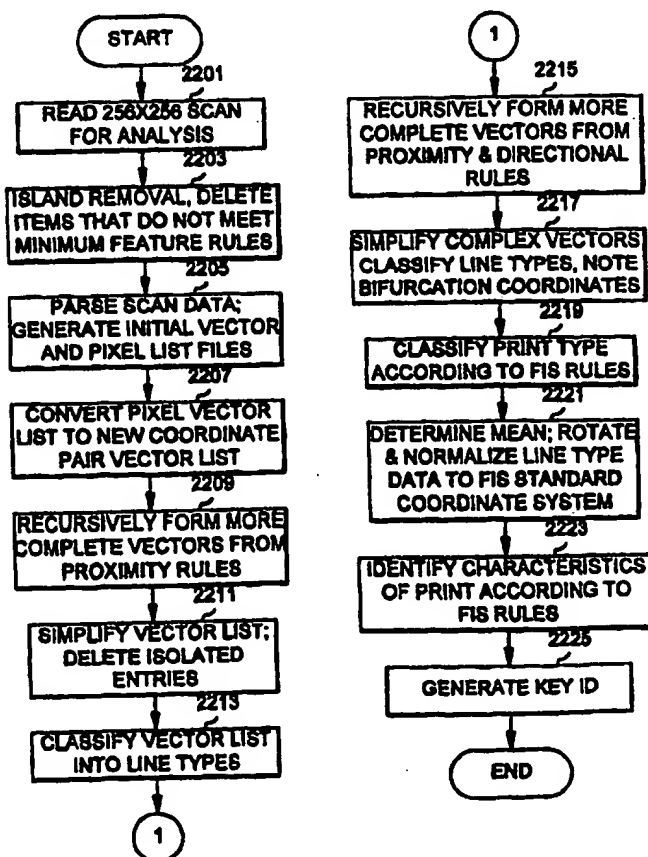 START
2201
READ 256X256 SCAN
FOR ANALYSIS
2203
ISLAND REMOVAL, DELETE
ITEMS THAT DO NOT MEET
MINIMUM FEATURE RULES
2205
PARSE SCAN DATA;
GENERATE INITIAL VECTOR
AND PIXEL LIST FILES
2207
CONVERT PIXEL VECTOR
LIST TO NEW COORDINATE
PAIR VECTOR LIST
2209
RECURSIVELY FORM MORE
COMPLETE VECTORS FROM
PROXIMITY RULES
2211
SIMPLIFY VECTOR LIST;
DELETE ISOLATED
ENTRIES
2213
CLASSIFY VECTOR LIST
INTO LINE TYPES
1
1
2215
RECURSIVELY FORM MORE
COMPLETE VECTORS FROM
PROXIMITY & DIRECTIONAL
RULES
2217
SIMPLIFY COMPLEX VECTORS,
CLASSIFY LINE TYPES, NOTE
BIFURCATION COORDINATES
2219
CLASSIFY PRINT TYPE
ACCORDING TO FIS RULES
2221
DETERMINE MEAN; ROTATE
& NORMALIZE LINE TYPE
DATA TO FIS STANDARD
COORDINATE SYSTEM
2223
IDENTIFY CHARACTERISTICS
OF PRINT ACCORDING TO
FIS RULES
2225
GENERATE KEY ID
END